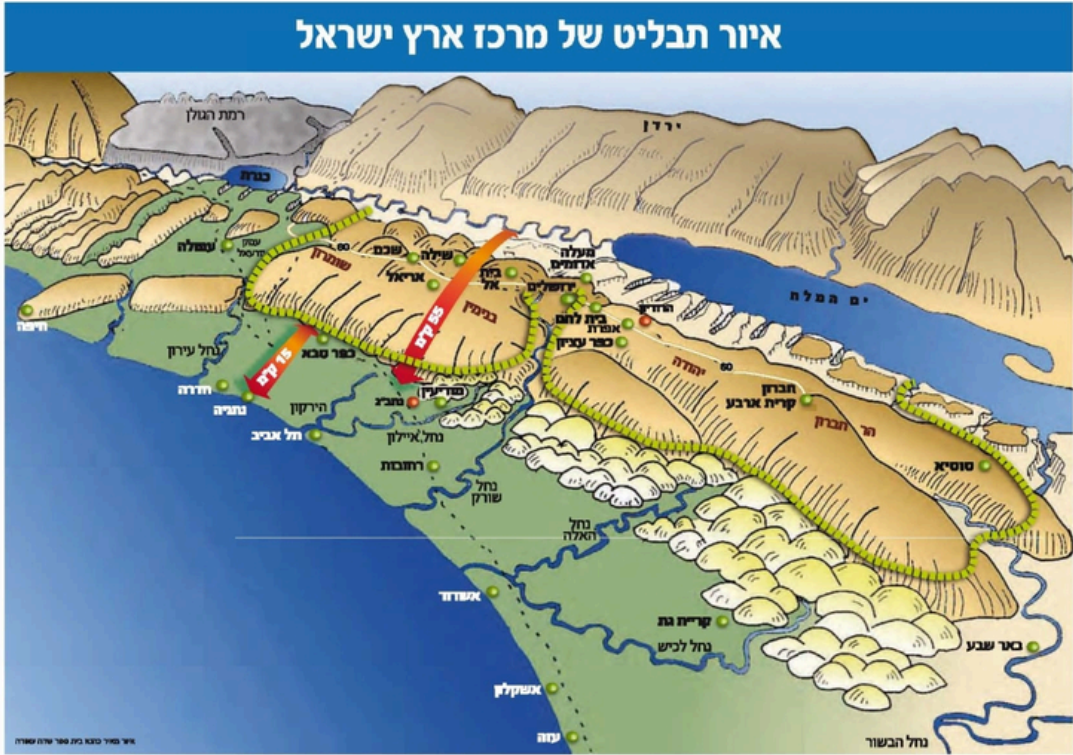 איור תבליט של מרכז ארץ ישראל
רמת הגולן
ירדן
כנרת
עפולה
עמק
יזרעאל
60
שכם
שילה
שומרון
אריאל
בית
אל
מעלה
אדומים
ירושלים
ים המלח
בנימין
55 ק"מ
בית לחם
אפרת
הרודיון
כפר עציון
יהודה
60
חיפה
נחל עירון
15 ק"מ
כפר סבא
חברון
קרית ארבע
חדרה
נתניה
הירקון
נתב"ג
מודיעין
הר חברון
תל אביב
נחל איילון
רחובות
סוסיא
נחל
שורק
נחל
האלה
אשדוד
קריית גת
נחל לכיש
באר שבע
אשקלון
עזה
נחל הבשור